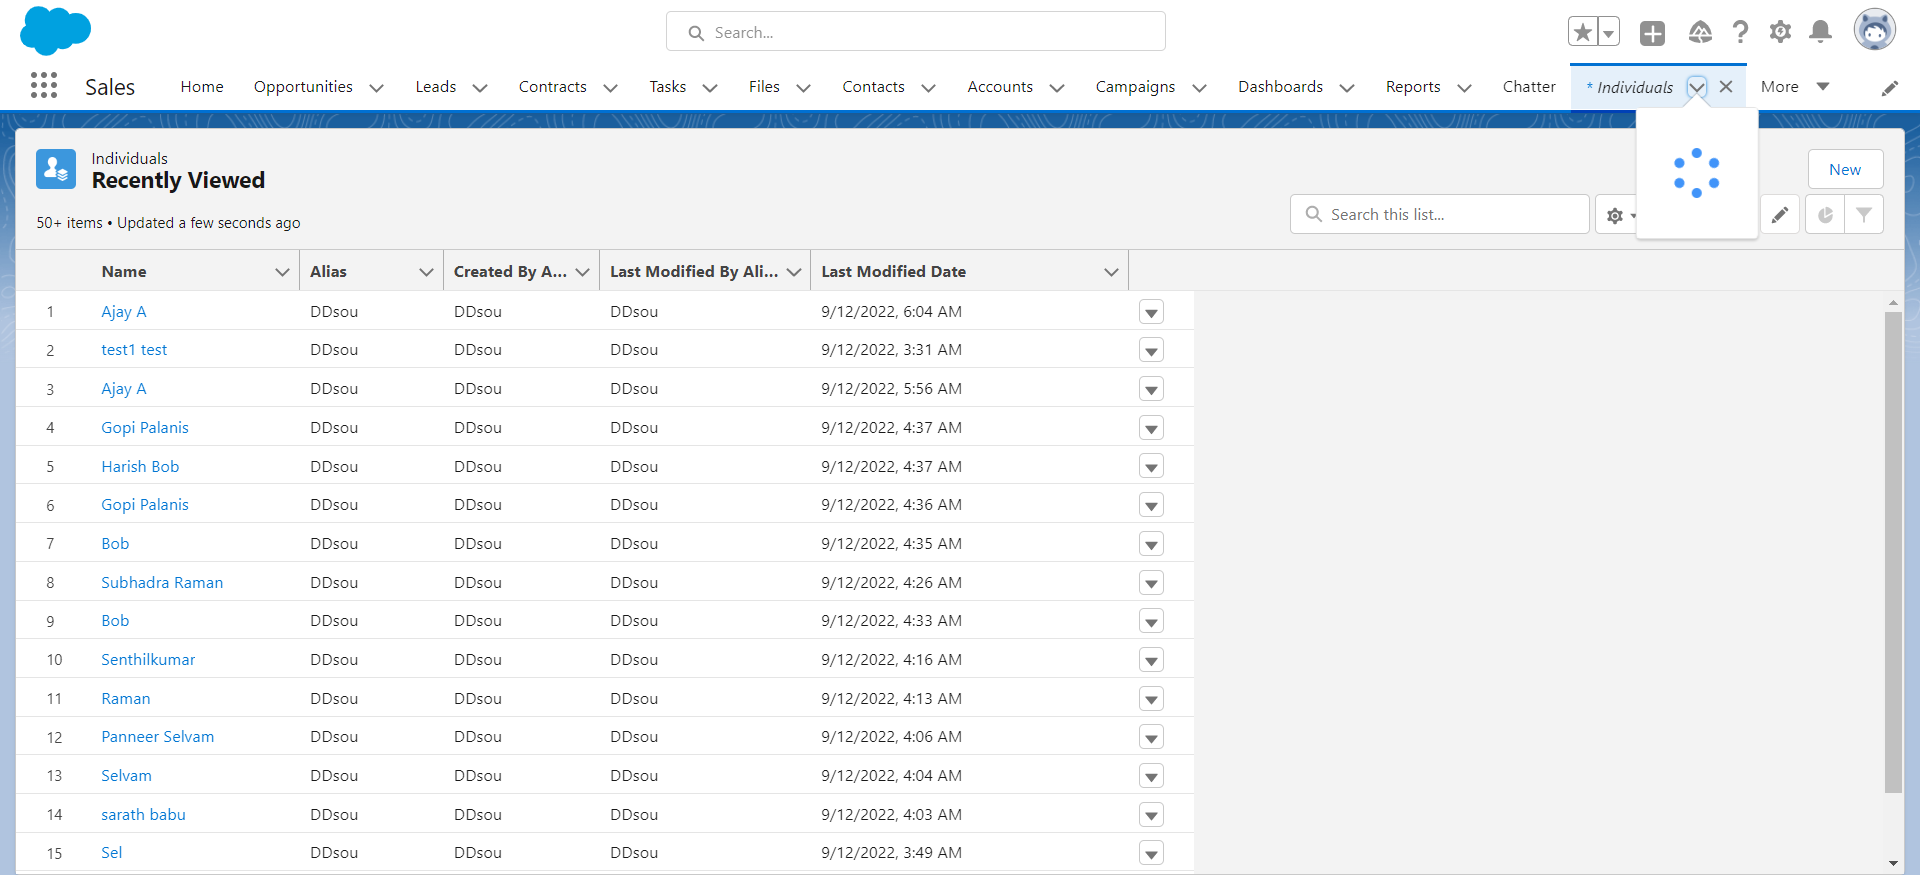 Search...
Sales Home Opportunities Leads Contracts Tasks Files Contacts Accounts Campaigns Dashboards Reports Chatter * Individuals More
Individuals
Recently Viewed
New
50+ items • Updated a few seconds ago
Search this list...
Name Alias Created By A... Last Modified By Ali... Last Modified Date
1 Ajay A DDsou DDsou DDsou 9/12/2022, 6:04 AM
2 test1 test DDsou DDsou DDsou 9/12/2022, 3:31 AM
3 Ajay A DDsou DDsou DDsou 9/12/2022, 5:56 AM
4 Gopi Palanis DDsou DDsou DDsou 9/12/2022, 4:37 AM
5 Harish Bob DDsou DDsou DDsou 9/12/2022, 4:37 AM
6 Gopi Palanis DDsou DDsou DDsou 9/12/2022, 4:36 AM
7 Bob DDsou DDsou DDsou 9/12/2022, 4:35 AM
8 Subhadra Raman DDsou DDsou DDsou 9/12/2022, 4:26 AM
9 Bob DDsou DDsou DDsou 9/12/2022, 4:33 AM
10 Senthilkumar DDsou DDsou DDsou 9/12/2022, 4:16 AM
11 Raman DDsou DDsou DDsou 9/12/2022, 4:13 AM
12 Panneer Selvam DDsou DDsou DDsou 9/12/2022, 4:06 AM
13 Selvam DDsou DDsou DDsou 9/12/2022, 4:04 AM
14 sarath babu DDsou DDsou DDsou 9/12/2022, 4:03 AM
15 Sel DDsou DDsou DDsou 9/12/2022, 3:49 AM